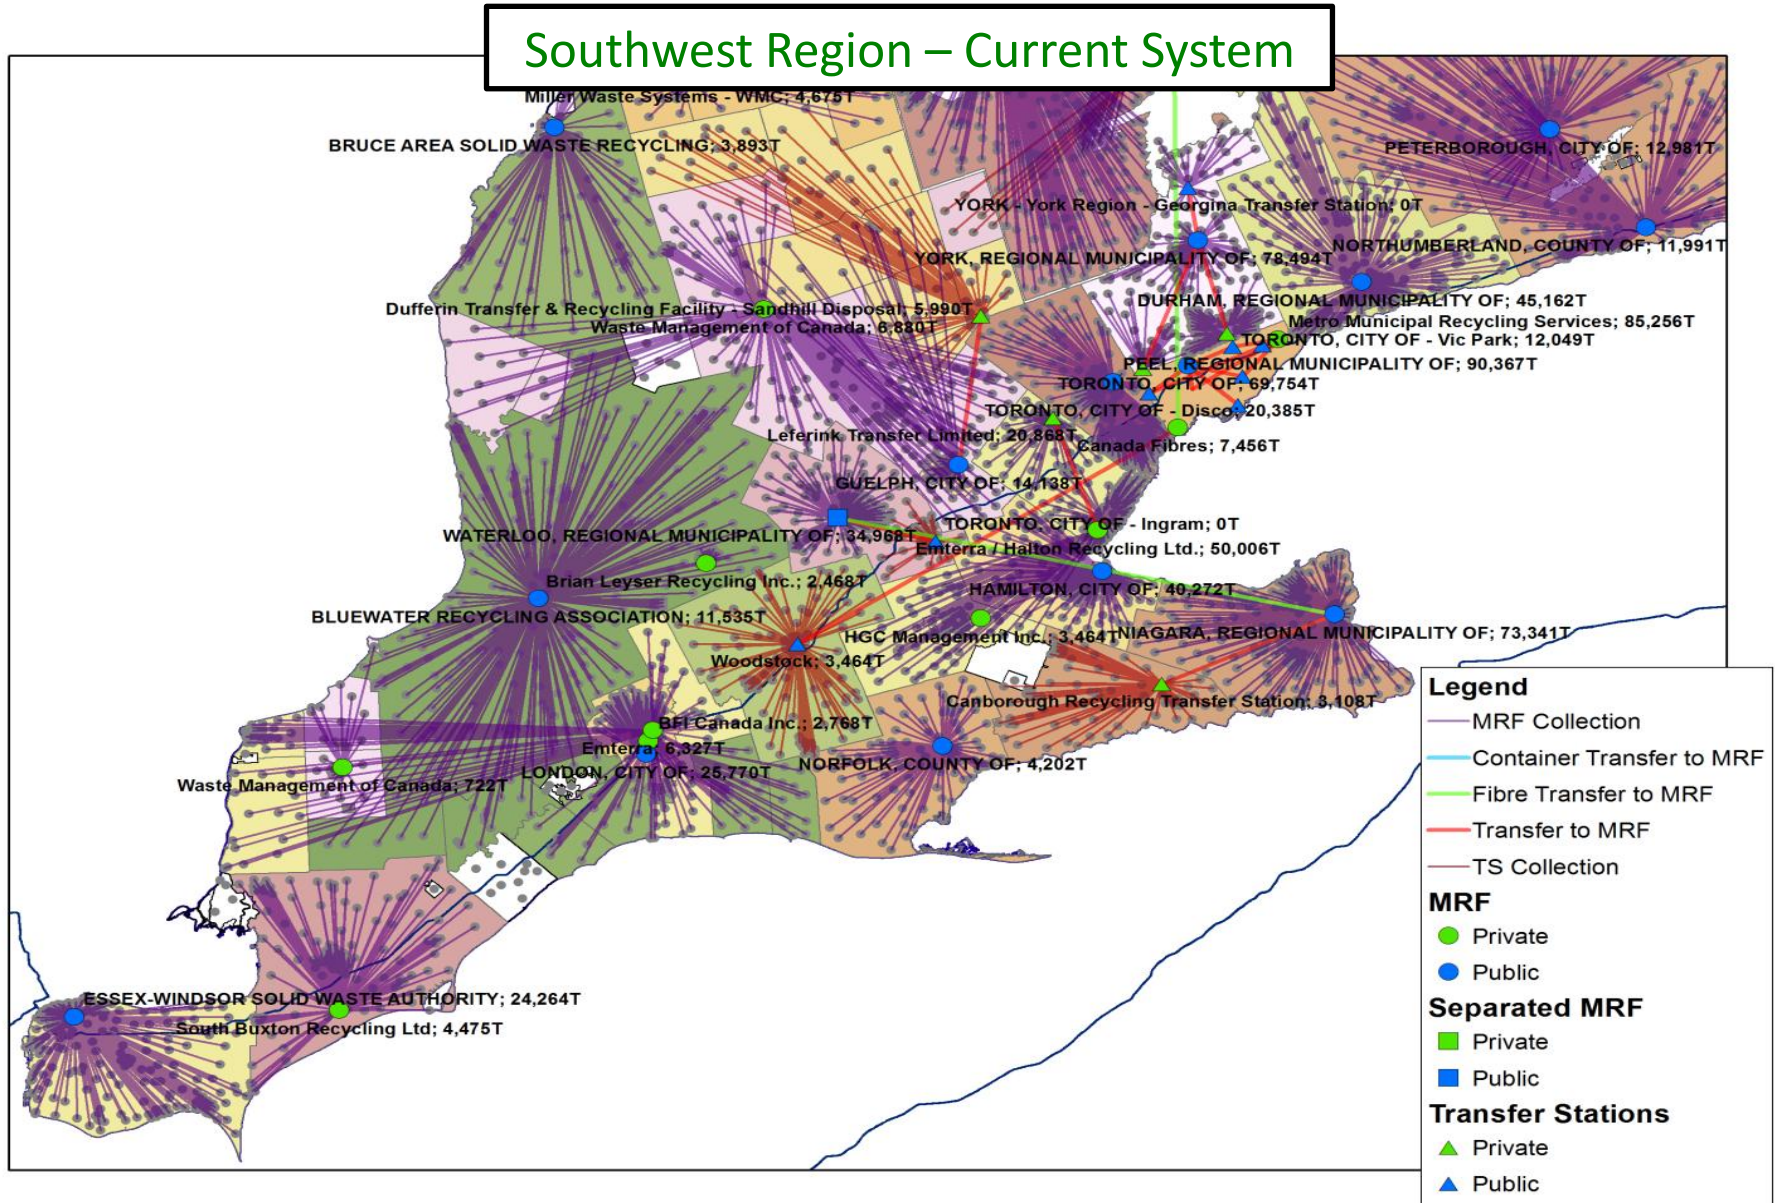 Southwest Region – Current System
Miller Waste Systems - WMC; 4,675T
BRUCE AREA SOLID WASTE RECYCLING; 3,893T
PETERBOROUGH, CITY OF; 12,981T
YORK - York Region - Georgina Transfer Station; 0T
NORTHUMBERLAND, COUNTY OF; 11,991T
YORK, REGIONAL MUNICIPALITY OF; 78,494T
DURHAM, REGIONAL MUNICIPALITY OF; 45,162T
Dufferin Transfer & Recycling Facility - Sandhill Disposal; 5,990T
Metro Municipal Recycling Services; 85,256T
Waste Management of Canada; 6,880T
TORONTO, CITY OF - Vic Park; 12,049T
PEEL, REGIONAL MUNICIPALITY OF; 90,367T
TORONTO, CITY OF; 69,754T
TORONTO, CITY OF - Disco; 20,385T
Leferink Transfer Limited; 20,868T
Canada Fibres; 7,456T
GUELPH, CITY OF; 14,138T
TORONTO, CITY OF - Ingram; 0T
WATERLOO, REGIONAL MUNICIPALITY OF; 34,968T
Emterra / Halton Recycling Ltd.; 50,006T
Brian Leyser Recycling Inc.; 2,468T
HAMILTON, CITY OF; 40,272T
BLUEWATER RECYCLING ASSOCIATION; 11,535T
HGC Management Inc.; 3,464T
NIAGARA, REGIONAL MUNICIPALITY OF; 73,341T
Woodstock; 3,464T
Canborough Recycling Transfer Station; 3,108T
BFI Canada Inc.; 2,768T
Emterra; 6,327T
LONDON, CITY OF; 25,770T
NORFOLK, COUNTY OF; 4,202T
Waste Management of Canada; 722T
ESSEX-WINDSOR SOLID WASTE AUTHORITY; 24,264T
South Buxton Recycling Ltd; 4,475T
Legend
MRF Collection
Container Transfer to MRF
Fibre Transfer to MRF
Transfer to MRF
TS Collection
MRF
Private
Public
Separated MRF
Private
Public
Transfer Stations
Private
Public